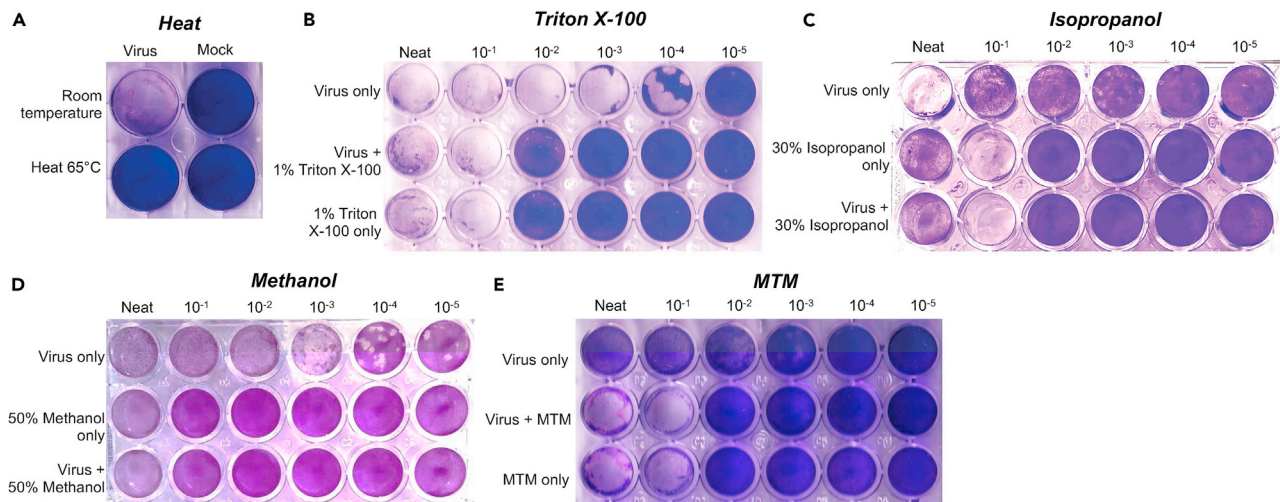 A
Heat
Virus Mock
Room
temperature
Heat 65°C
B
Triton X-100
Neat 10-1 10-2 10-3 10-4 10-5
Virus only
Virus +
1% Triton X-100
1% Triton
X-100 only
C
Isopropanol
Neat 10-1 10-2 10-3 10-4 10-5
Virus only
30% Isopropanol
only
Virus +
30% Isopropanol
D
Methanol
Neat 10-1 10-2 10-3 10-4 10-5
Virus only
50% Methanol
only
Virus +
50% Methanol
E
MTM
Neat 10-1 10-2 10-3 10-4 10-5
Virus only
Virus + MTM
MTM only